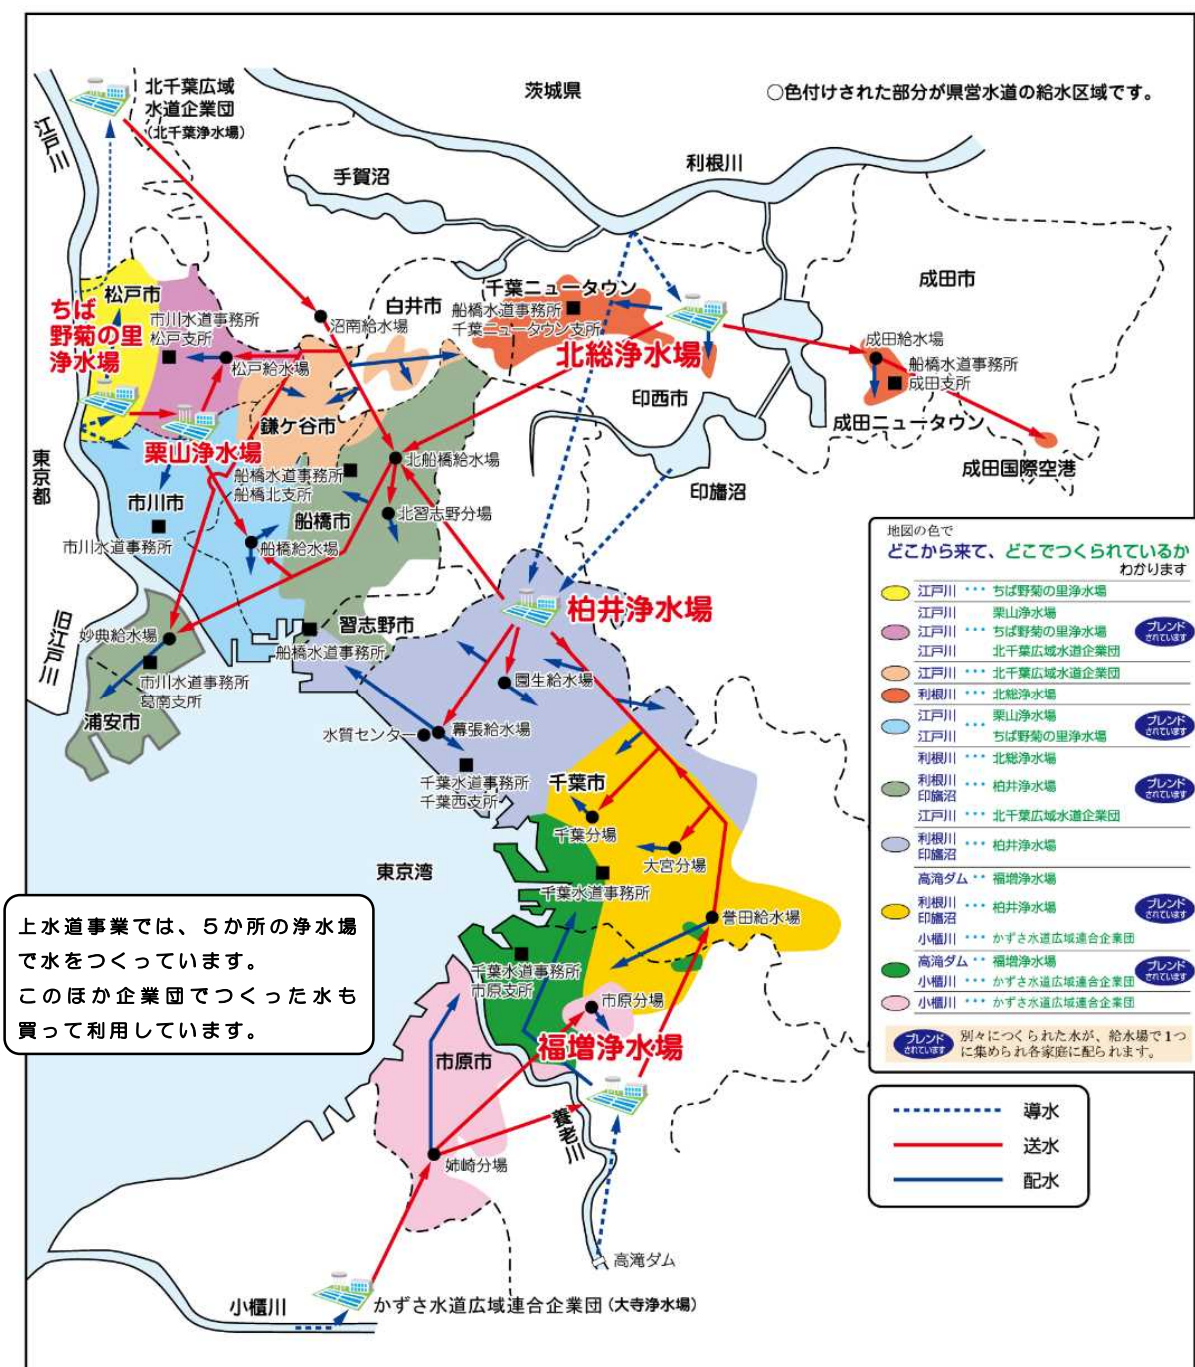 北千葉広域
水道企業団
(北千葉浄水場)
茨城県
○色付けされた部分が県営水道の給水区域です。
江戸川
手賀沼
利根川
成田市
松戸市
ちば
野菊の里
浄水場
市川水道事務所
松戸支所
松戸給水場
沼南給水場
白井市
千葉ニュータウン
船橋水道事務所
千葉ニュータウン支所
北総浄水場
成田給水場
船橋水道事務所
成田支所
成田ニュータウン
成田国際空港
印西市
印旛沼
東京都
栗山浄水場
鎌ケ谷市
船橋水道事務所
船橋北支所
北船橋給水場
市川市
市川水道事務所
船橋市
船橋給水場
北習志野分場
旧江戸川
妙典給水場
市川水道事務所
葛南支所
浦安市
習志野市
船橋水道事務所
柏井浄水場
園生給水場
水質センター
幕張給水場
千葉水道事務所
千葉西支所
千葉市
千葉分場
大宮分場
東京湾
千葉水道事務所
誉田給水場
千葉水道事務所
市原支所
市原分場
福増浄水場
市原市
養老川
姉崎分場
高滝ダム
小櫃川
かずさ水道広域連合企業団(大寺浄水場)
上水道事業では、5か所の浄水場
で水をつくっています。
このほか企業団でつくった水も
買って利用しています。
地図の色で
どこから来て、どこでつくられているか
わかります
江戸川 ・・・ ちば野菊の里浄水場
江戸川 栗山浄水場
江戸川 ・・・ ちば野菊の里浄水場 ブレンドされています
江戸川 北千葉広域水道企業団
江戸川 ・・・ 北千葉広域水道企業団
利根川 ・・・ 北総浄水場
江戸川 栗山浄水場
江戸川 ・・・ ちば野菊の里浄水場 ブレンドされています
利根川 ・・・ 北総浄水場
利根川
印旛沼 ・・・ 柏井浄水場 ブレンドされています
江戸川 ・・・ 北千葉広域水道企業団
利根川
印旛沼 ・・・ 柏井浄水場
高滝ダム ・・ 福増浄水場
利根川
印旛沼 ・・・ 柏井浄水場 ブレンドされています
小櫃川 ・・・ かずさ水道広域連合企業団
高滝ダム ・・ 福増浄水場
小櫃川 ・・・ かずさ水道広域連合企業団 ブレンドされています
小櫃川 ・・・ かずさ水道広域連合企業団
ブレンドされています 別々につくられた水が、給水場で1つ
に集められ各家庭に配られます。
導水
送水
配水